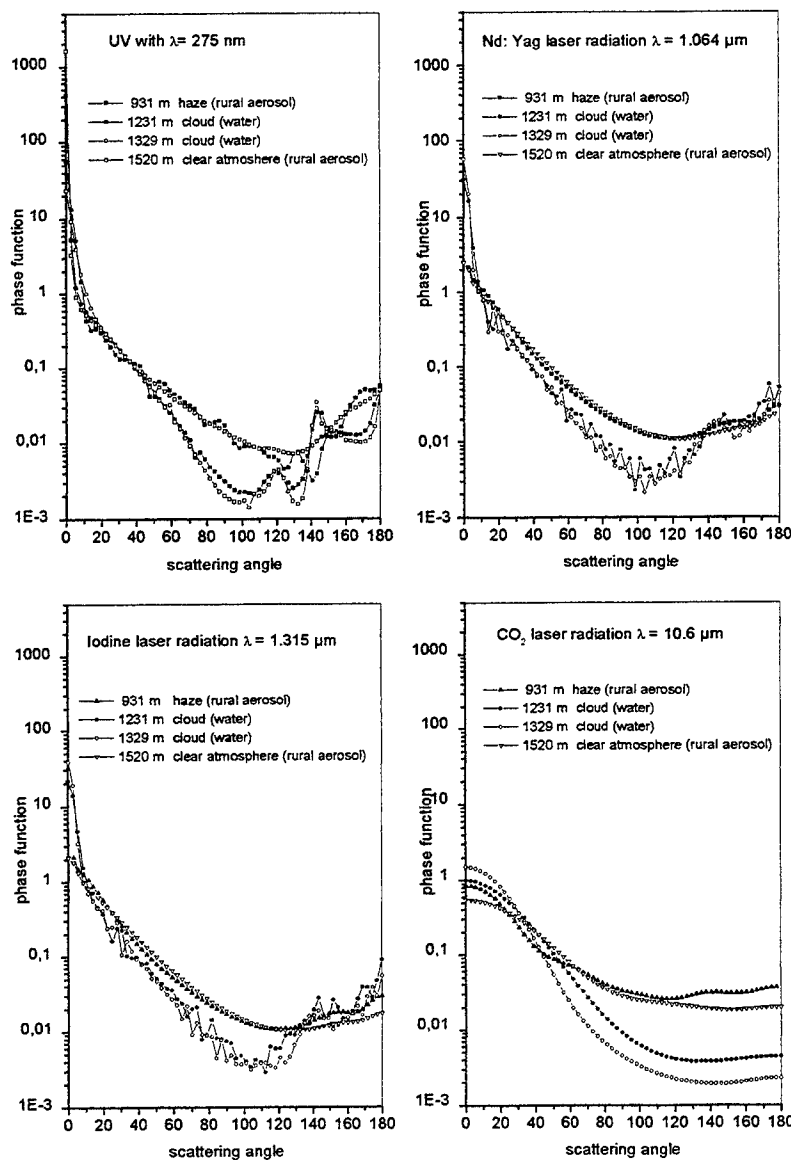 UV with λ= 275 nm
931 m haze (rural aerosol)
1231 m cloud (water)
1329 m cloud (water)
1520 m clear atmoshere (rural aerosol)
phase function
1000
100
10
1
0,1
0,01
1E-3
0 20 40 60 80 100 120 140 160 180
scattering angle
Nd: Yag laser radiation λ = 1.064 µm
931 m haze (rural aerosol)
1231 m cloud (water)
1329 m cloud (water)
1520 m clear atmosphere (rural aerosol)
phase function
1000
100
10
1
0,1
0,01
1E-3
0 20 40 60 80 100 120 140 160 180
scattering angle
Iodine laser radiation λ = 1.315 µm
931 m haze (rural aerosol)
1231 m cloud (water)
1329 m cloud (water)
1520 m clear atmosphere (rural aerosol)
phase function
1000
100
10
1
0,1
0,01
1E-3
0 20 40 60 80 100 120 140 160 180
scattering angle
CO₂ laser radiation λ = 10.6 µm
931 m haze (rural aerosol)
1231 m cloud (water)
1329 m cloud (water)
1520 m clear atmosphere (rural aerosol)
phase function
1000
100
10
1
0,1
0,01
1E-3
0 20 40 60 80 100 120 140 160 180
scattering angle